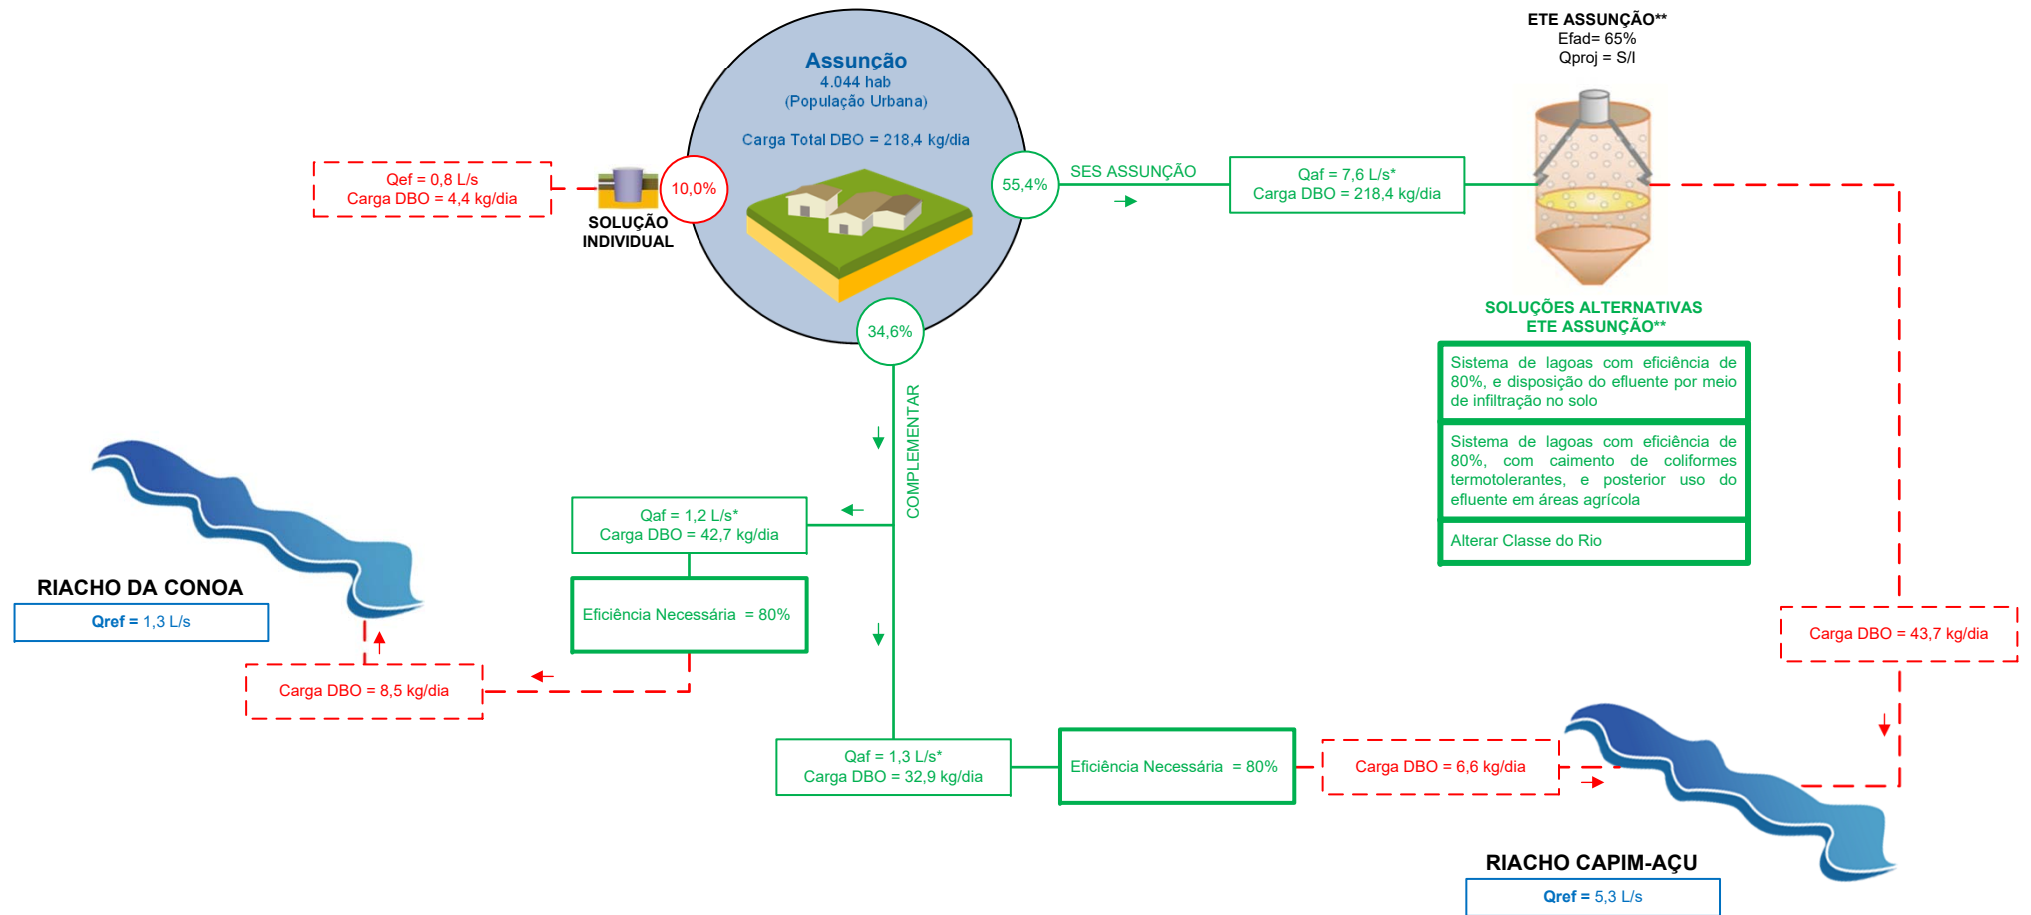 Assunção
4.044 hab
(População Urbana)
Carga Total DBO = 218,4 kg/dia
ETE ASSUNÇÃO**
Efad= 65%
Qproj = S/I
Qef = 0,8 L/s
Carga DBO = 4,4 kg/dia
SOLUÇÃO
INDIVIDUAL
10,0%
55,4%
SES ASSUNÇÃO
Qaf = 7,6 L/s*
Carga DBO = 218,4 kg/dia
34,6%
COMPLEMENTAR
SOLUÇÕES ALTERNATIVAS
ETE ASSUNÇÃO**
Sistema de lagoas com eficiência de
80%, e disposição do efluente por meio
de infiltração no solo
Sistema de lagoas com eficiência de
80%, com caimento de coliformes
termotolerantes, e posterior uso do
efluente em áreas agrícola
Alterar Classe do Rio
Qaf = 1,2 L/s*
Carga DBO = 42,7 kg/dia
Eficiência Necessária = 80%
RIACHO DA CONOA
Qref = 1,3 L/s
Carga DBO = 8,5 kg/dia
Carga DBO = 43,7 kg/dia
Qaf = 1,3 L/s*
Carga DBO = 32,9 kg/dia
Eficiência Necessária = 80%
Carga DBO = 6,6 kg/dia
RIACHO CAPIM-AÇU
Qref = 5,3 L/s